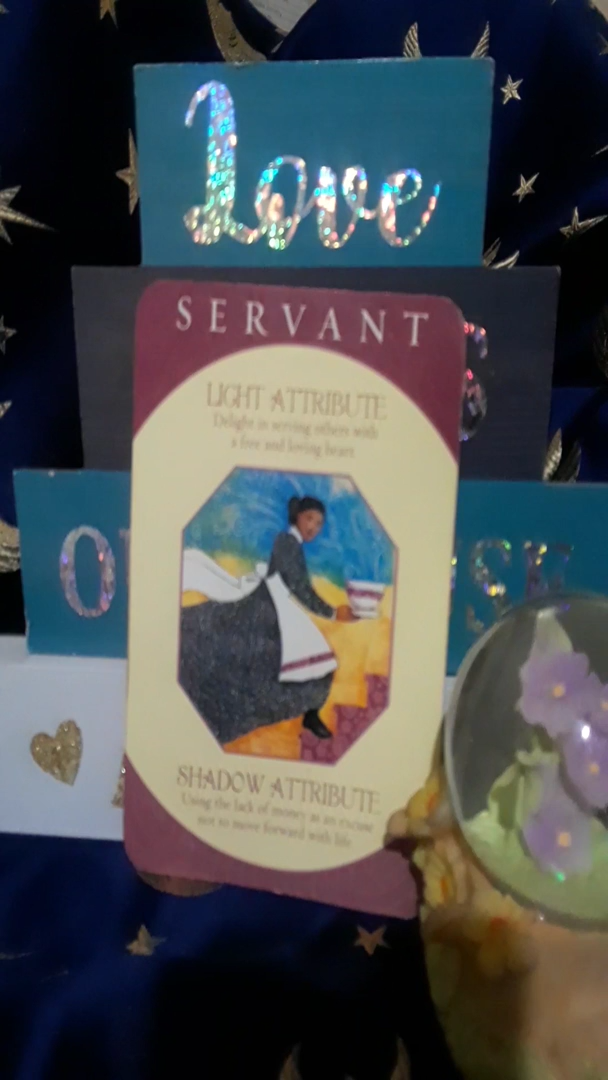 Love
SERVANT
LIGHT ATTRIBUTE
Delight in serving others with
a free and loving heart
SHADOW ATTRIBUTE
Using the lack of money as an excuse
not to move forward with life